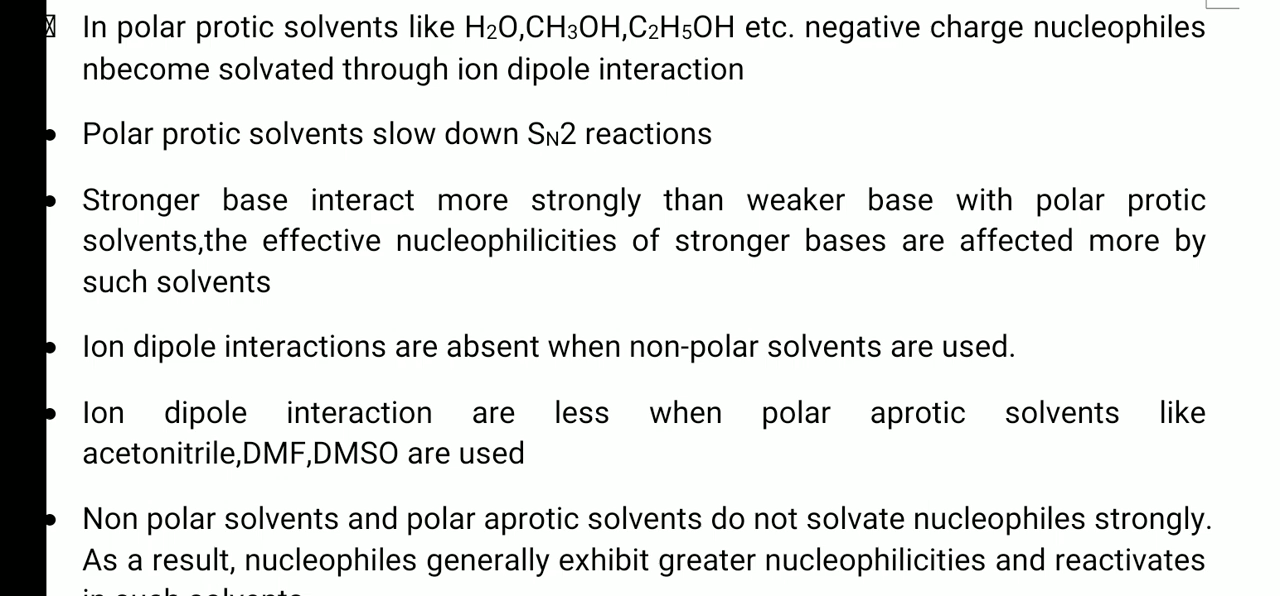 In polar protic solvents like H₂O,CH₃OH,C₂H₅OH etc. negative charge nucleophiles
nbecome solvated through ion dipole interaction
• Polar protic solvents slow down SN2 reactions
• Stronger base interact more strongly than weaker base with polar protic
solvents,the effective nucleophilicities of stronger bases are affected more by
such solvents
• Ion dipole interactions are absent when non-polar solvents are used.
• Ion dipole interaction are less when polar aprotic solvents like
acetonitrile,DMF,DMSO are used
• Non polar solvents and polar aprotic solvents do not solvate nucleophiles strongly.
As a result, nucleophiles generally exhibit greater nucleophilicities and reactivates
in such solvents